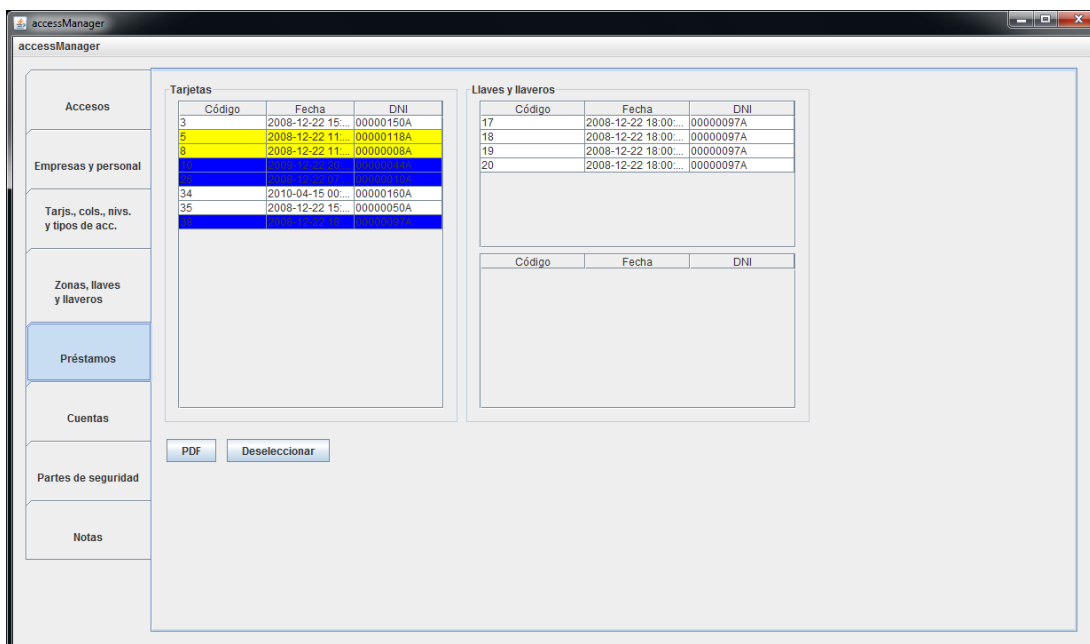 accessManager
accessManager
Accesos
Empresas y personal
Tarjs., cols., nivs.
y tipos de acc.
Zonas, llaves
y llaveros
Préstamos
Cuentas
Partes de seguridad
Notas
Tarjetas
Código Fecha DNI
3 2008-12-22 15:... 00000150A
5 2008-12-22 11:... 00000118A
8 2008-12-22 11:... 00000008A
34 2010-04-15 00:... 00000160A
35 2008-12-22 15:... 00000050A
Llaves y llaveros
Código Fecha DNI
17 2008-12-22 18:00:... 00000097A
18 2008-12-22 18:00:... 00000097A
19 2008-12-22 18:00:... 00000097A
20 2008-12-22 18:00:... 00000097A
Código Fecha DNI
PDF Deseleccionar